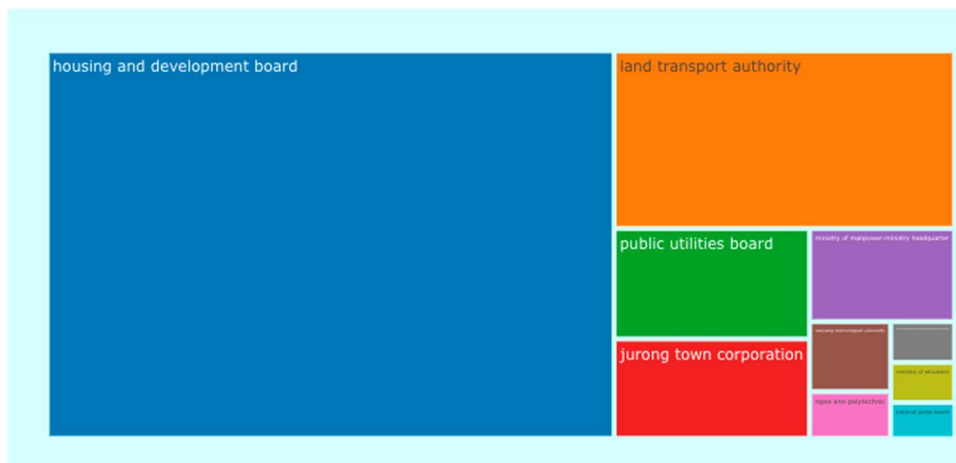 housing and development board
land transport authority
public utilities board
ministry of manpower-ministry headquarter
jurong town corporation
nanyang technological university
ministry of education
ngee ann polytechnic
national parks board